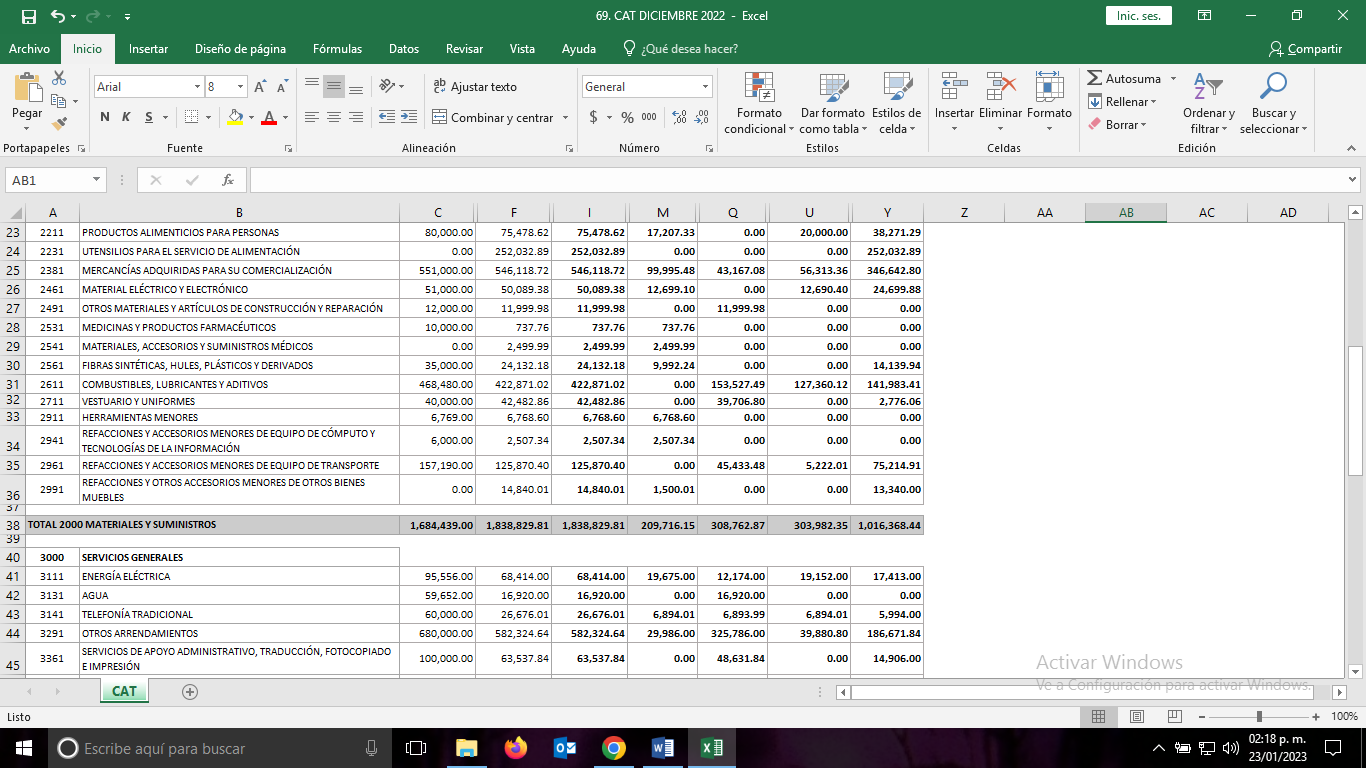 69. CAT DICIEMBRE 2022 - Excel
Inic. ses.
Archivo Inicio Insertar Diseño de página Fórmulas Datos Revisar Vista Ayuda ¿Qué desea hacer? Compartir
Pegar
Arial 8
N K S
Ajustar texto
Combinar y centrar
General
$ % 000
Formato condicional
Dar formato como tabla
Estilos de celda
Insertar Eliminar Formato
Autosuma
Rellenar
Borrar
Ordenar y filtrar
Buscar y seleccionar
Portapapeles Fuente Alineación Número Estilos Celdas Edición
AB1 fx
A B C F I M Q U Y Z AA AB AC AD
23 2211 PRODUCTOS ALIMENTICIOS PARA PERSONAS 80,000.00 75,478.62 75,478.62 17,207.33 0.00 20,000.00 38,271.29
24 2231 UTENSILIOS PARA EL SERVICIO DE ALIMENTACIÓN 0.00 252,032.89 252,032.89 0.00 0.00 0.00 252,032.89
25 2381 MERCANCÍAS ADQUIRIDAS PARA SU COMERCIALIZACIÓN 551,000.00 546,118.72 546,118.72 99,995.48 43,167.08 56,313.36 346,642.80
26 2461 MATERIAL ELÉCTRICO Y ELECTRÓNICO 51,000.00 50,089.38 50,089.38 12,699.10 0.00 12,690.40 24,699.88
27 2491 OTROS MATERIALES Y ARTÍCULOS DE CONSTRUCCIÓN Y REPARACIÓN 12,000.00 11,999.98 11,999.98 0.00 11,999.98 0.00 0.00
28 2531 MEDICINAS Y PRODUCTOS FARMACÉUTICOS 10,000.00 737.76 737.76 737.76 0.00 0.00 0.00
29 2541 MATERIALES, ACCESORIOS Y SUMINISTROS MÉDICOS 0.00 2,499.99 2,499.99 2,499.99 0.00 0.00 0.00
30 2561 FIBRAS SINTÉTICAS, HULES, PLÁSTICOS Y DERIVADOS 35,000.00 24,132.18 24,132.18 9,992.24 0.00 0.00 14,139.94
31 2611 COMBUSTIBLES, LUBRICANTES Y ADITIVOS 468,480.00 422,871.02 422,871.02 0.00 153,527.49 127,360.12 141,983.41
32 2711 VESTUARIO Y UNIFORMES 40,000.00 42,482.86 42,482.86 0.00 39,706.80 0.00 2,776.06
33 2911 HERRAMIENTAS MENORES 6,769.00 6,768.60 6,768.60 6,768.60 0.00 0.00 0.00
34 2941 REFACCIONES Y ACCESORIOS MENORES DE EQUIPO DE CÓMPUTO Y
TECNOLOGÍAS DE LA INFORMACIÓN 6,000.00 2,507.34 2,507.34 2,507.34 0.00 0.00 0.00
35 2961 REFACCIONES Y ACCESORIOS MENORES DE EQUIPO DE TRANSPORTE 157,190.00 125,870.40 125,870.40 0.00 45,433.48 5,222.01 75,214.91
36 2991 REFACCIONES Y OTROS ACCESORIOS MENORES DE OTROS BIENES
MUEBLES 0.00 14,840.01 14,840.01 1,500.01 0.00 0.00 13,340.00
37
38 TOTAL 2000 MATERIALES Y SUMINISTROS 1,684,439.00 1,838,829.81 1,838,829.81 209,716.15 308,762.87 303,982.35 1,016,368.44
39
40 3000 SERVICIOS GENERALES
41 3111 ENERGÍA ELÉCTRICA 95,556.00 68,414.00 68,414.00 19,675.00 12,174.00 19,152.00 17,413.00
42 3131 AGUA 59,652.00 16,920.00 16,920.00 0.00 16,920.00 0.00 0.00
43 3141 TELEFONÍA TRADICIONAL 60,000.00 26,676.01 26,676.01 6,894.01 6,893.99 6,894.01 5,994.00
44 3291 OTROS ARRENDAMIENTOS 680,000.00 582,324.64 582,324.64 29,986.00 325,786.00 39,880.80 186,671.84
45 3361 SERVICIOS DE APOYO ADMINISTRATIVO, TRADUCCIÓN, FOTOCOPIADO
E IMPRESIÓN 100,000.00 63,537.84 63,537.84 0.00 48,631.84 0.00 14,906.00
Activar Windows
Ve a Configuración para activar Windows.
CAT
Listo
100%
Escribe aquí para buscar
02:18 p. m.
23/01/2023